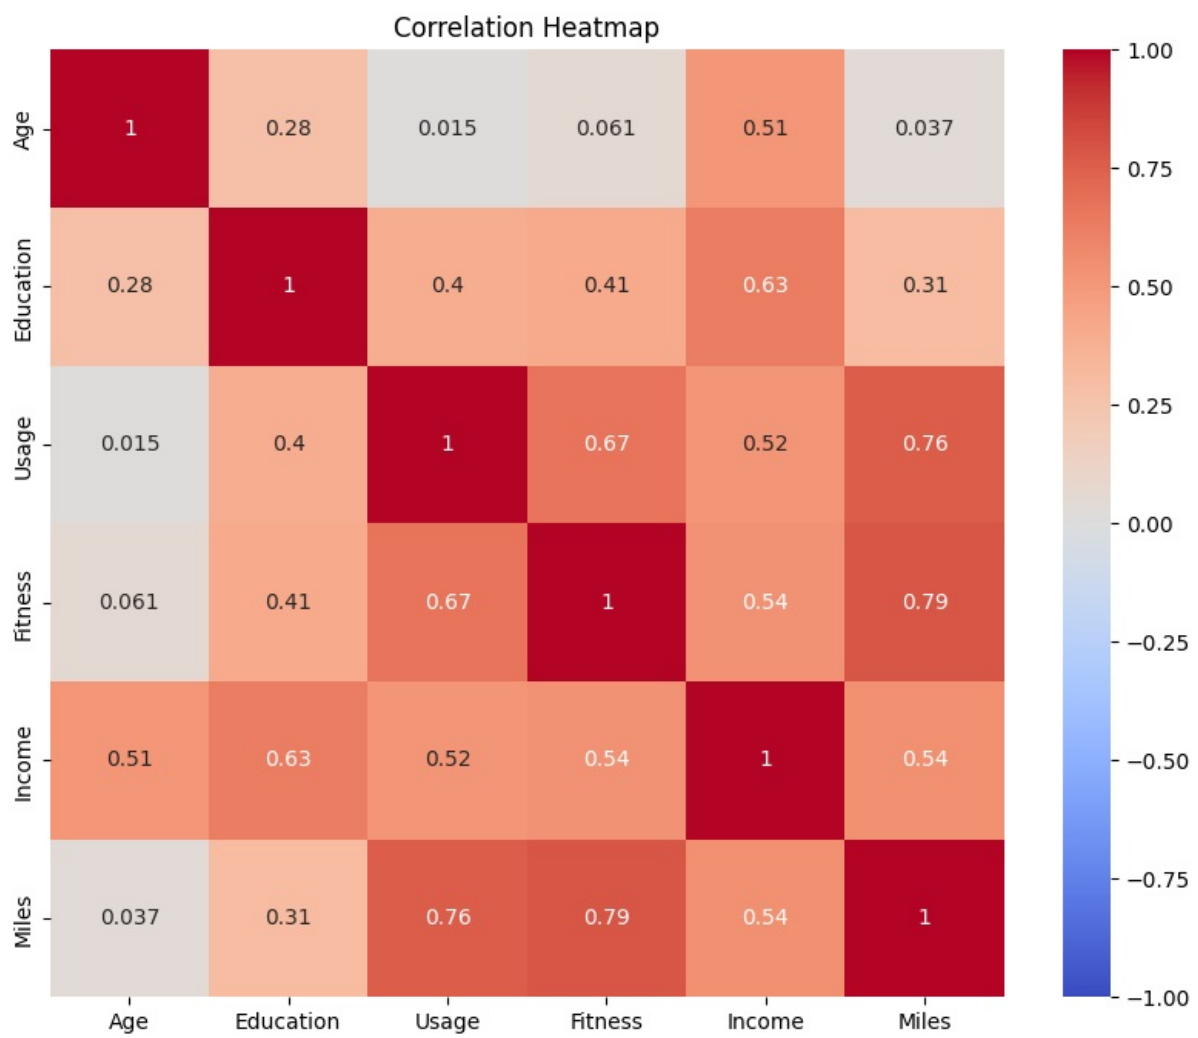 Correlation Heatmap
Age 1 0.28 0.015 0.061 0.51 0.037
Education 0.28 1 0.4 0.41 0.63 0.31
Usage 0.015 0.4 1 0.67 0.52 0.76
Fitness 0.061 0.41 0.67 1 0.54 0.79
Income 0.51 0.63 0.52 0.54 1 0.54
Miles 0.037 0.31 0.76 0.79 0.54 1
Age Education Usage Fitness Income Miles
1.00
0.75
0.50
0.25
0.00
−0.25
−0.50
−0.75
−1.00